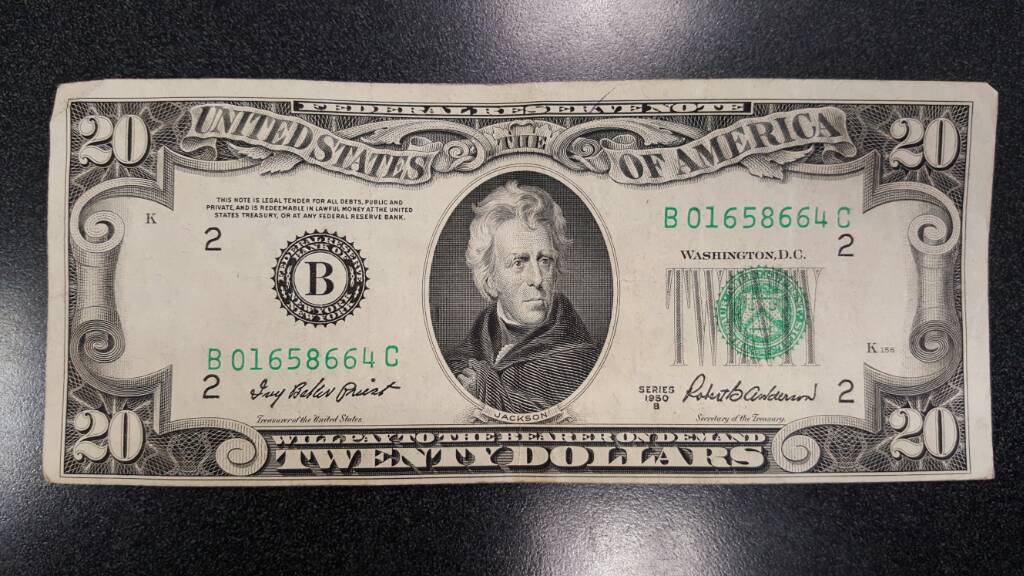 FEDERAL RESERVE NOTE
20 UNITED STATES THE OF AMERICA 20
THIS NOTE IS LEGAL TENDER FOR ALL DEBTS, PUBLIC AND
PRIVATE, AND IS REDEEMABLE IN LAWFUL MONEY AT THE UNITED
STATES TREASURY, OR AT ANY FEDERAL RESERVE BANK.
K
B 01658664 C
2
2
WASHINGTON, D.C.
B
K 156
B 01658664 C
2
Ivy Baker Priest
Treasurer of the United States.
SERIES
1950
B
Robert B Anderson
Secretary of the Treasury.
2
JACKSON
20 WILL PAY TO THE BEARER ON DEMAND 20
TWENTY DOLLARS